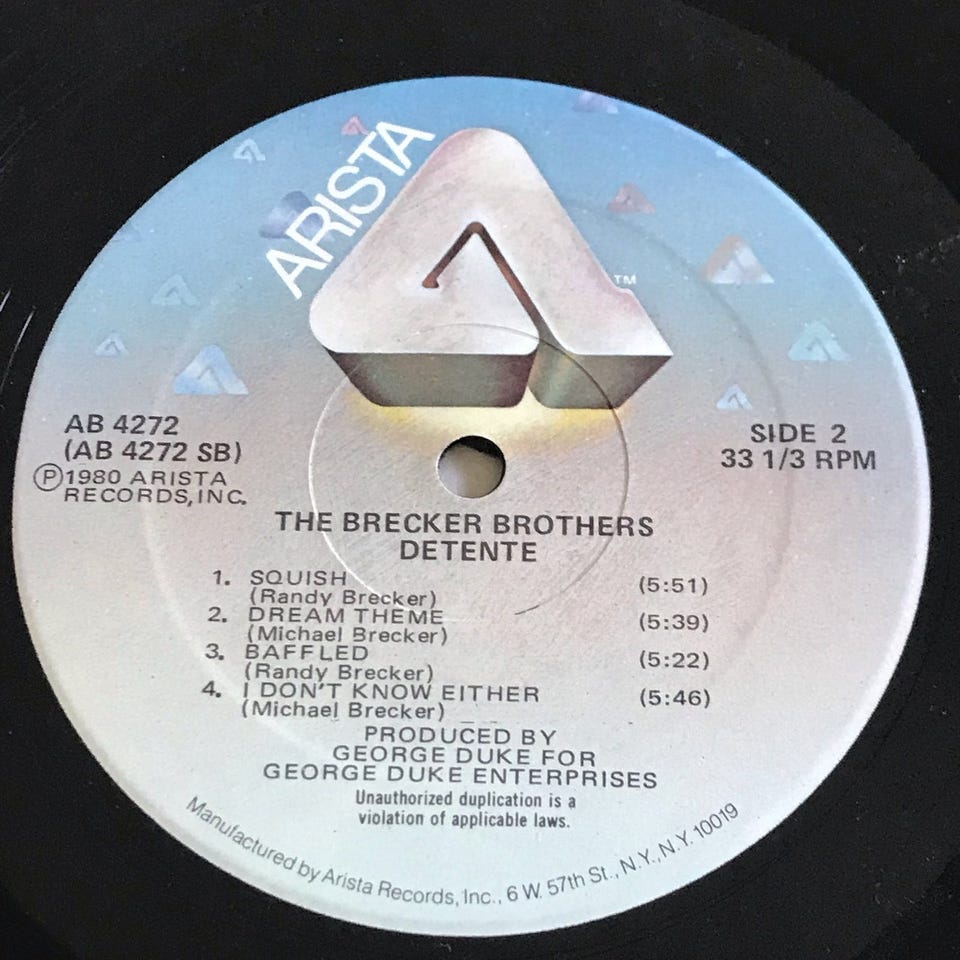 ARISTA
TM
AB 4272
(AB 4272 SB)
Ⓟ1980 ARISTA
RECORDS, INC.
SIDE 2
33 1/3 RPM
THE BRECKER BROTHERS
DETENTE
1. SQUISH (5:51)
(Randy Brecker)
2. DREAM THEME (5:39)
(Michael Brecker)
3. BAFFLED (5:22)
(Randy Brecker)
4. I DON'T KNOW EITHER (5:46)
(Michael Brecker)
PRODUCED BY
GEORGE DUKE FOR
GEORGE DUKE ENTERPRISES
Unauthorized duplication is a
violation of applicable laws.
Manufactured by Arista Records, Inc., 6 W. 57th St., N.Y., N.Y. 10019